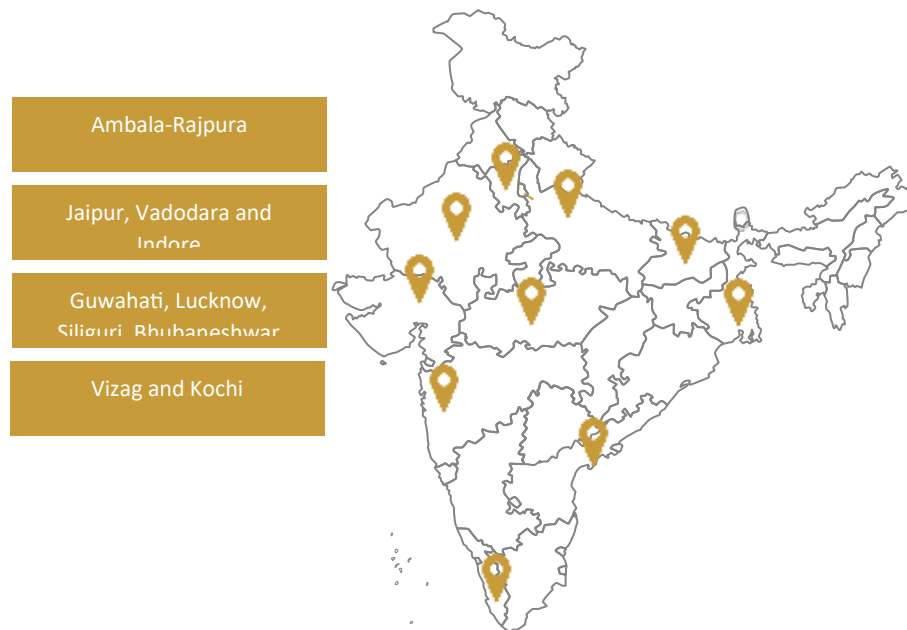 Ambala-Rajpura
Jaipur, Vadodara and
Indore
Guwahati, Lucknow,
Siliguri, Bhubaneshwar
Vizag and Kochi